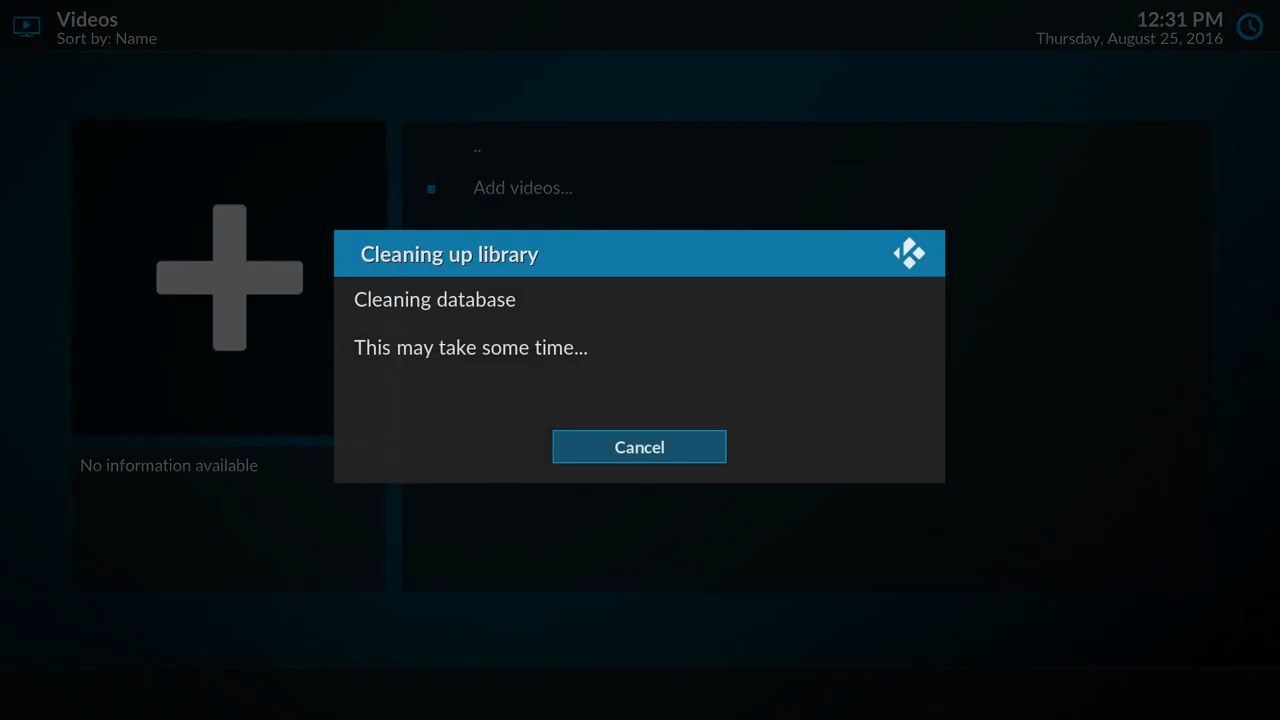 Videos
Sort by: Name
12:31 PM
Thursday, August 25, 2016
..
Add videos...
Cleaning up library
Cleaning database
This may take some time...
Cancel
No information available